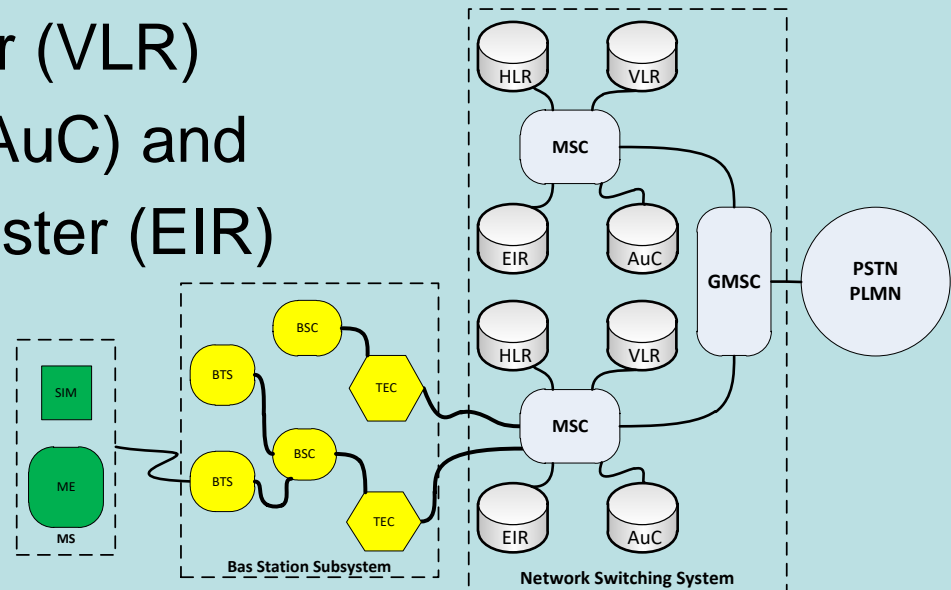 r (VLR)
AuC) and
ster (EIR)
HLR
VLR
MSC
EIR
AuC
GMSC
PSTN
PLMN
BSC
BTS
TEC
HLR
VLR
MSC
SIM
BSC
BTS
ME
TEC
EIR
AuC
MS
Bas Station Subsystem
Network Switching System